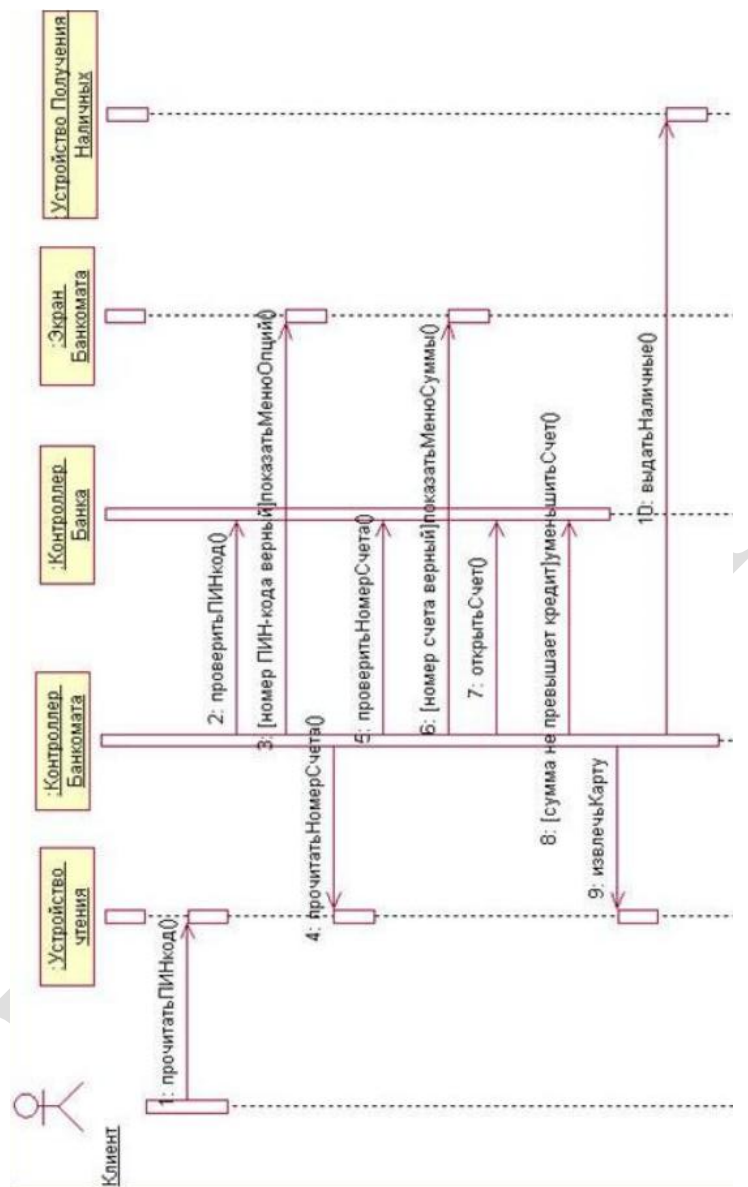 Клиент
:Устройство
чтения
:Контроллер
Банкомата
:Контроллер
Банка
:Экран
Банкомата
:Устройство Получения
Наличных
1: прочитатьПИНкод()
2: проверитьПИНкод()
3: [номер ПИН-кода верный]показатьМенюОпций()
4: прочитатьНомерСчета()
5: проверитьНомерСчета()
6: [номер счета верный]показатьМенюСуммы()
7: открытьСчет()
8: [сумма не превышает кредит]уменьшитьСчет()
9: извлечьКарту
10: выдатьНаличные()